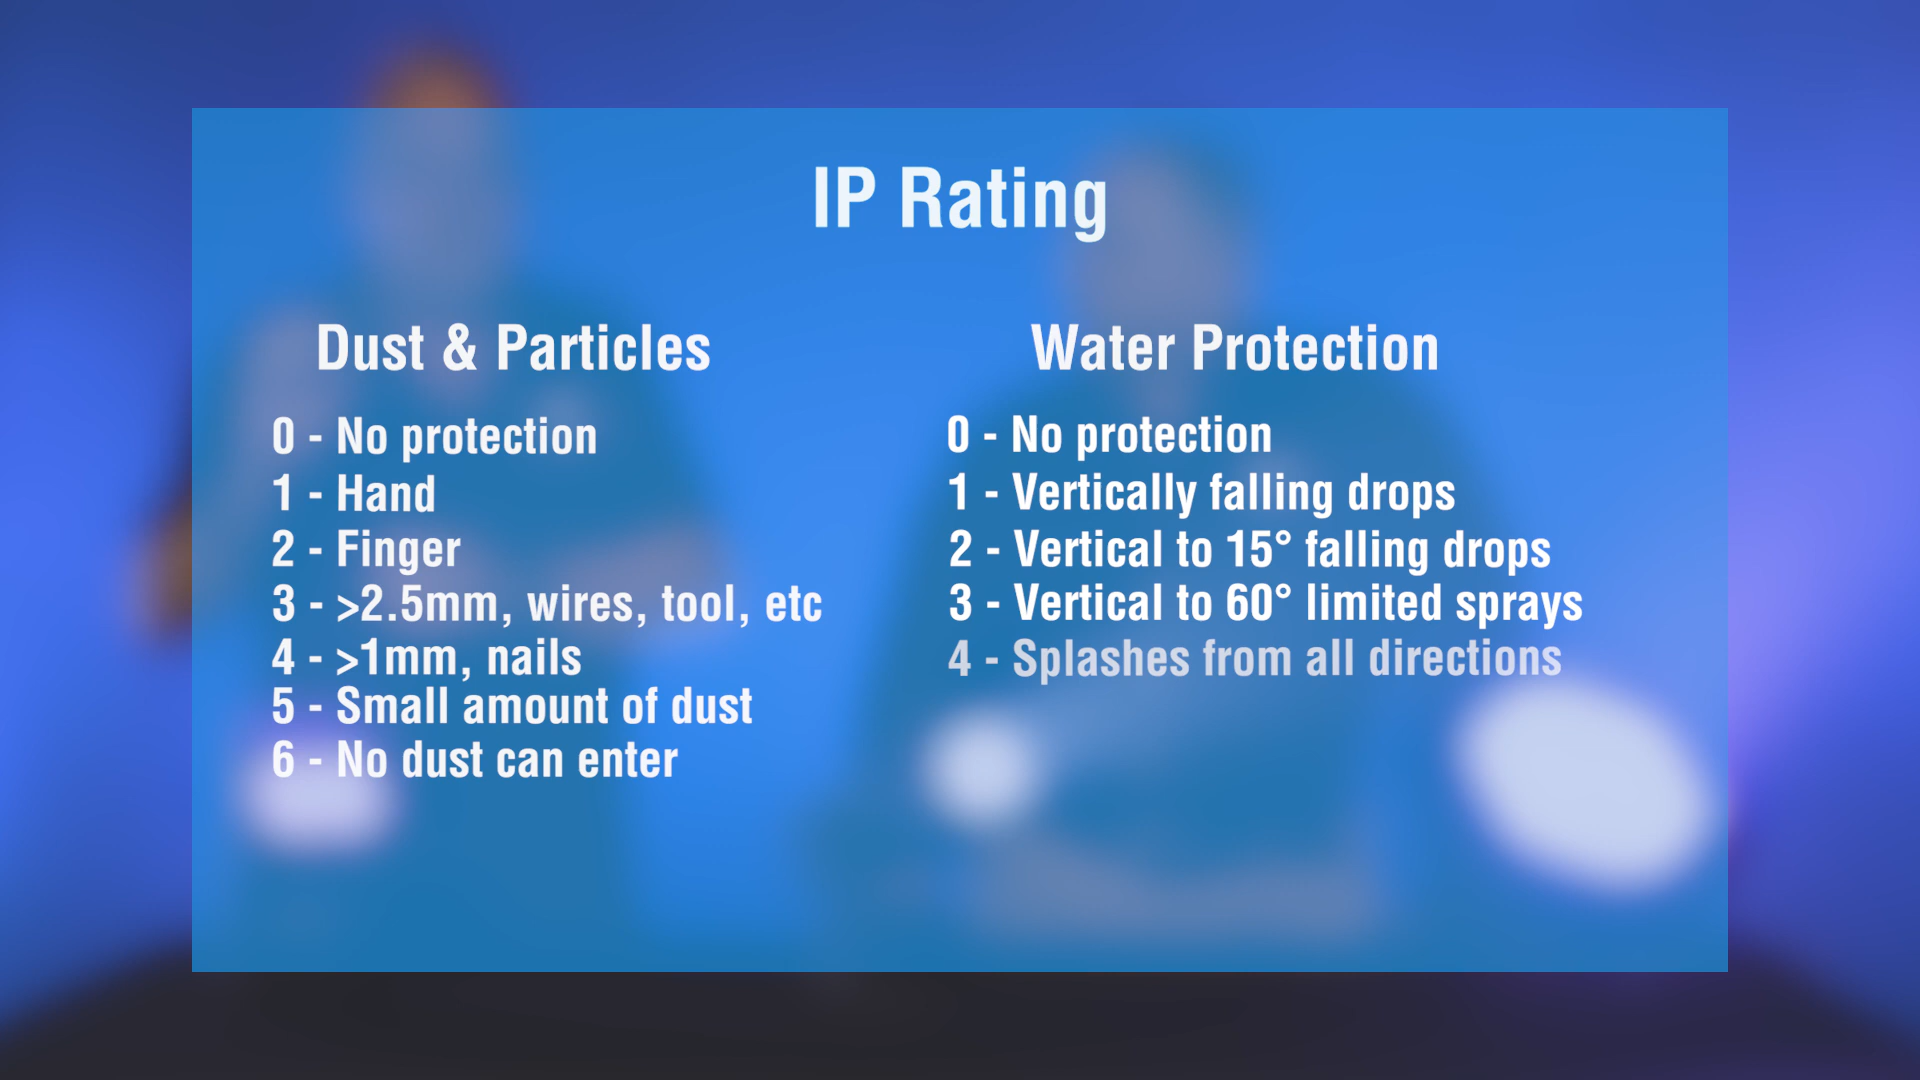 IP Rating
Dust & Particles
0 - No protection
1 - Hand
2 - Finger
3 - >2.5mm, wires, tool, etc
4 - >1mm, nails
5 - Small amount of dust
6 - No dust can enter
Water Protection
0 - No protection
1 - Vertically falling drops
2 - Vertical to 15° falling drops
3 - Vertical to 60° limited sprays
4 - Splashes from all directions